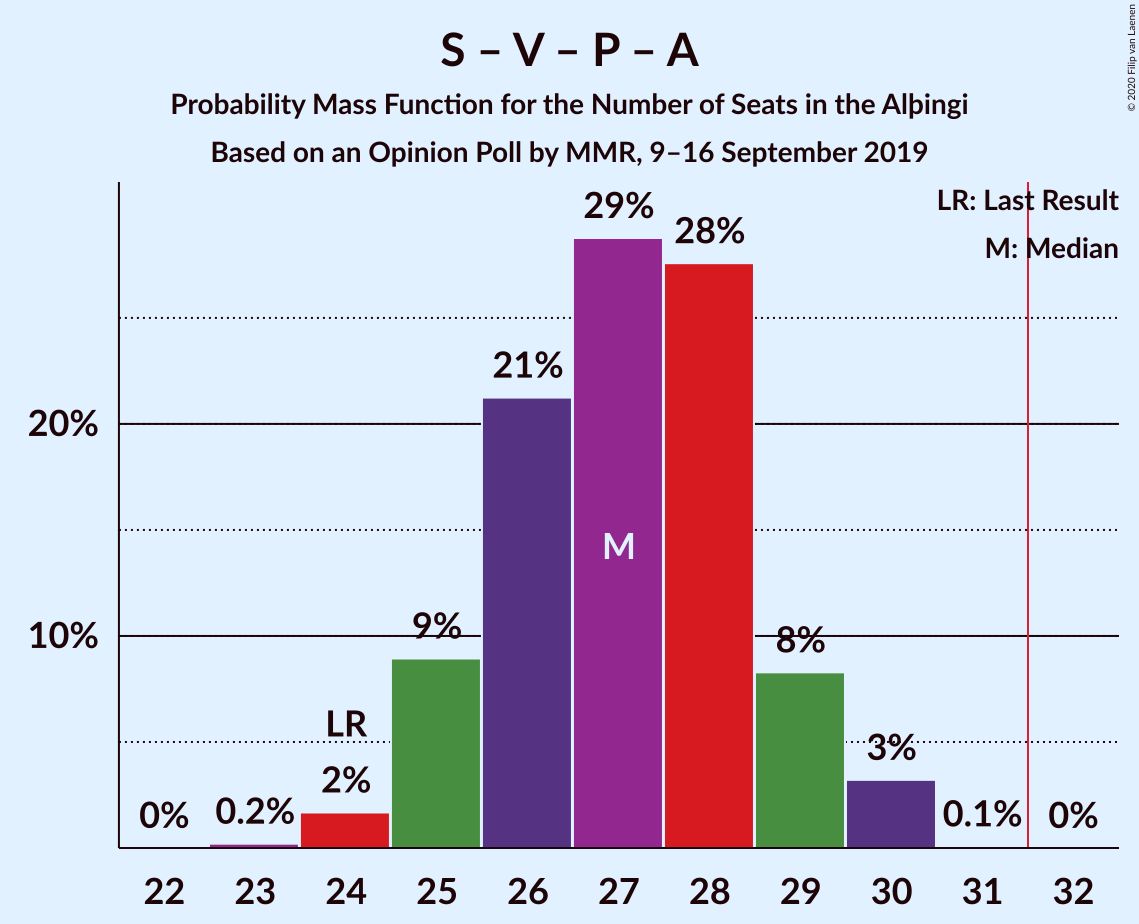 S – V – P – A
Probability Mass Function for the Number of Seats in the Alþingi
Based on an Opinion Poll by MMR, 9–16 September 2019
© 2020 Filip van Laenen
LR: Last Result
M: Median
29%
28%
21%
20%
M
9%
10%
8%
LR
3%
2%
0%
0.2%
0.1%
0%
22 23 24 25 26 27 28 29 30 31 32